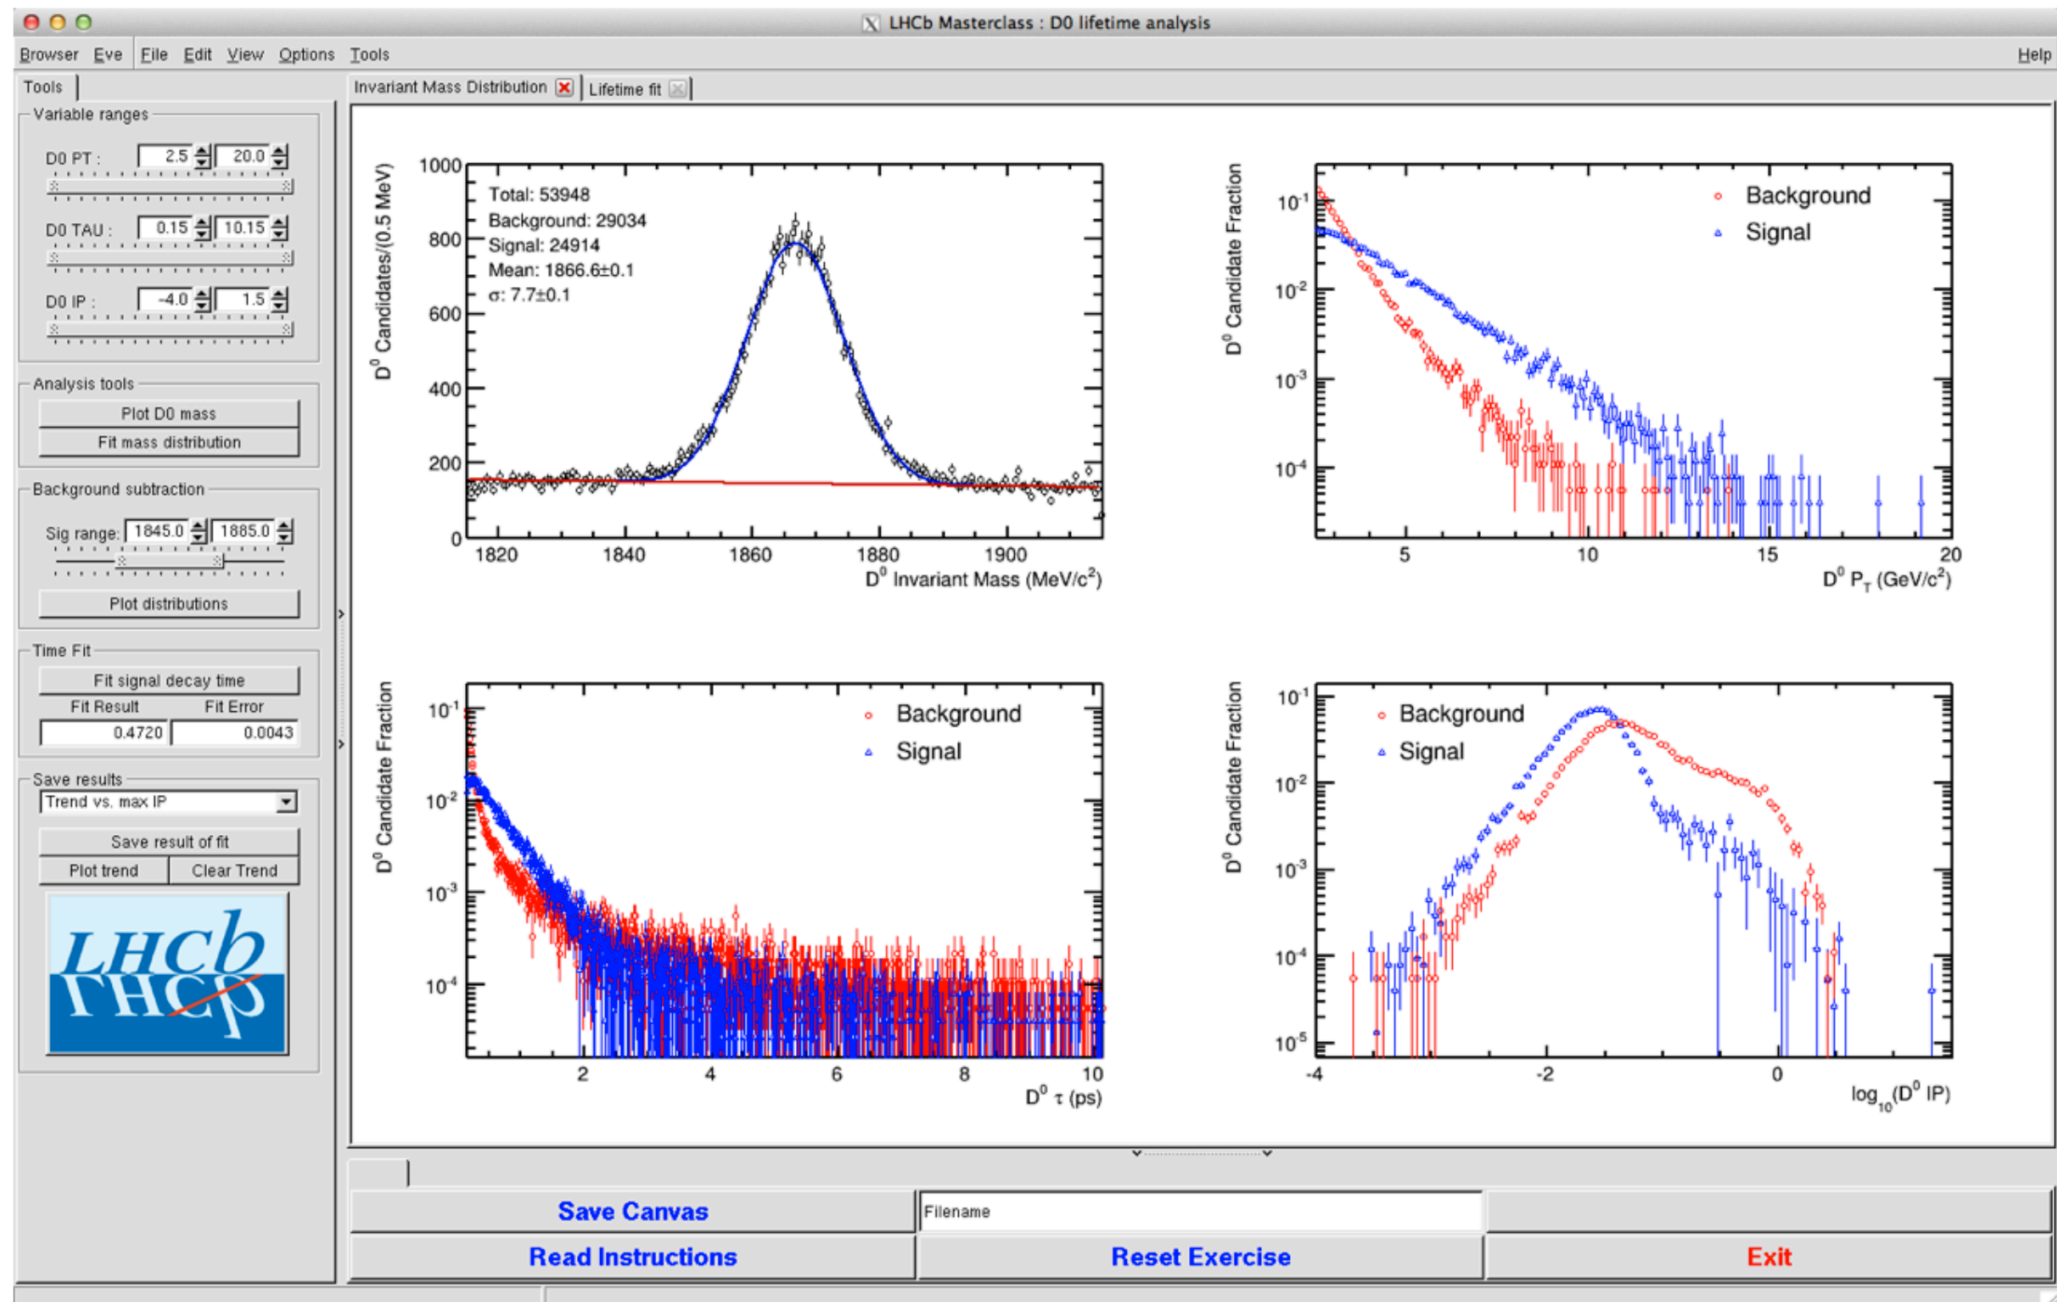 LHCb Masterclass : D0 lifetime analysis
Browser Eve File Edit View Options Tools Help
Tools
Variable ranges
D0 PT : 2.5 20.0
D0 TAU : 0.15 10.15
D0 IP : -4.0 1.5
Analysis tools
Plot D0 mass
Fit mass distribution
Background subtraction
Sig range: 1845.0 1885.0
Plot distributions
Time Fit
Fit signal decay time
Fit Result Fit Error
0.4720 0.0043
Save results
Trend vs. max IP
Save result of fit
Plot trend Clear Trend
LHCb
LHCb
Invariant Mass Distribution Lifetime fit
D⁰ Candidates/(0.5 MeV)
1000
800
600
400
200
0
Total: 53948
Background: 29034
Signal: 24914
Mean: 1866.6±0.1
σ: 7.7±0.1
1820 1840 1860 1880 1900
D⁰ Invariant Mass (MeV/c²)
D⁰ Candidate Fraction
10⁻¹
10⁻²
10⁻³
10⁻⁴
Background
Signal
5 10 15 20
D⁰ P_T (GeV/c²)
D⁰ Candidate Fraction
10⁻¹
10⁻²
10⁻³
10⁻⁴
Background
Signal
2 4 6 8 10
D⁰ τ (ps)
D⁰ Candidate Fraction
10⁻¹
10⁻²
10⁻³
10⁻⁴
10⁻⁵
Background
Signal
-4 -2 0
log₁₀(D⁰ IP)
Save Canvas Filename
Read Instructions Reset Exercise Exit